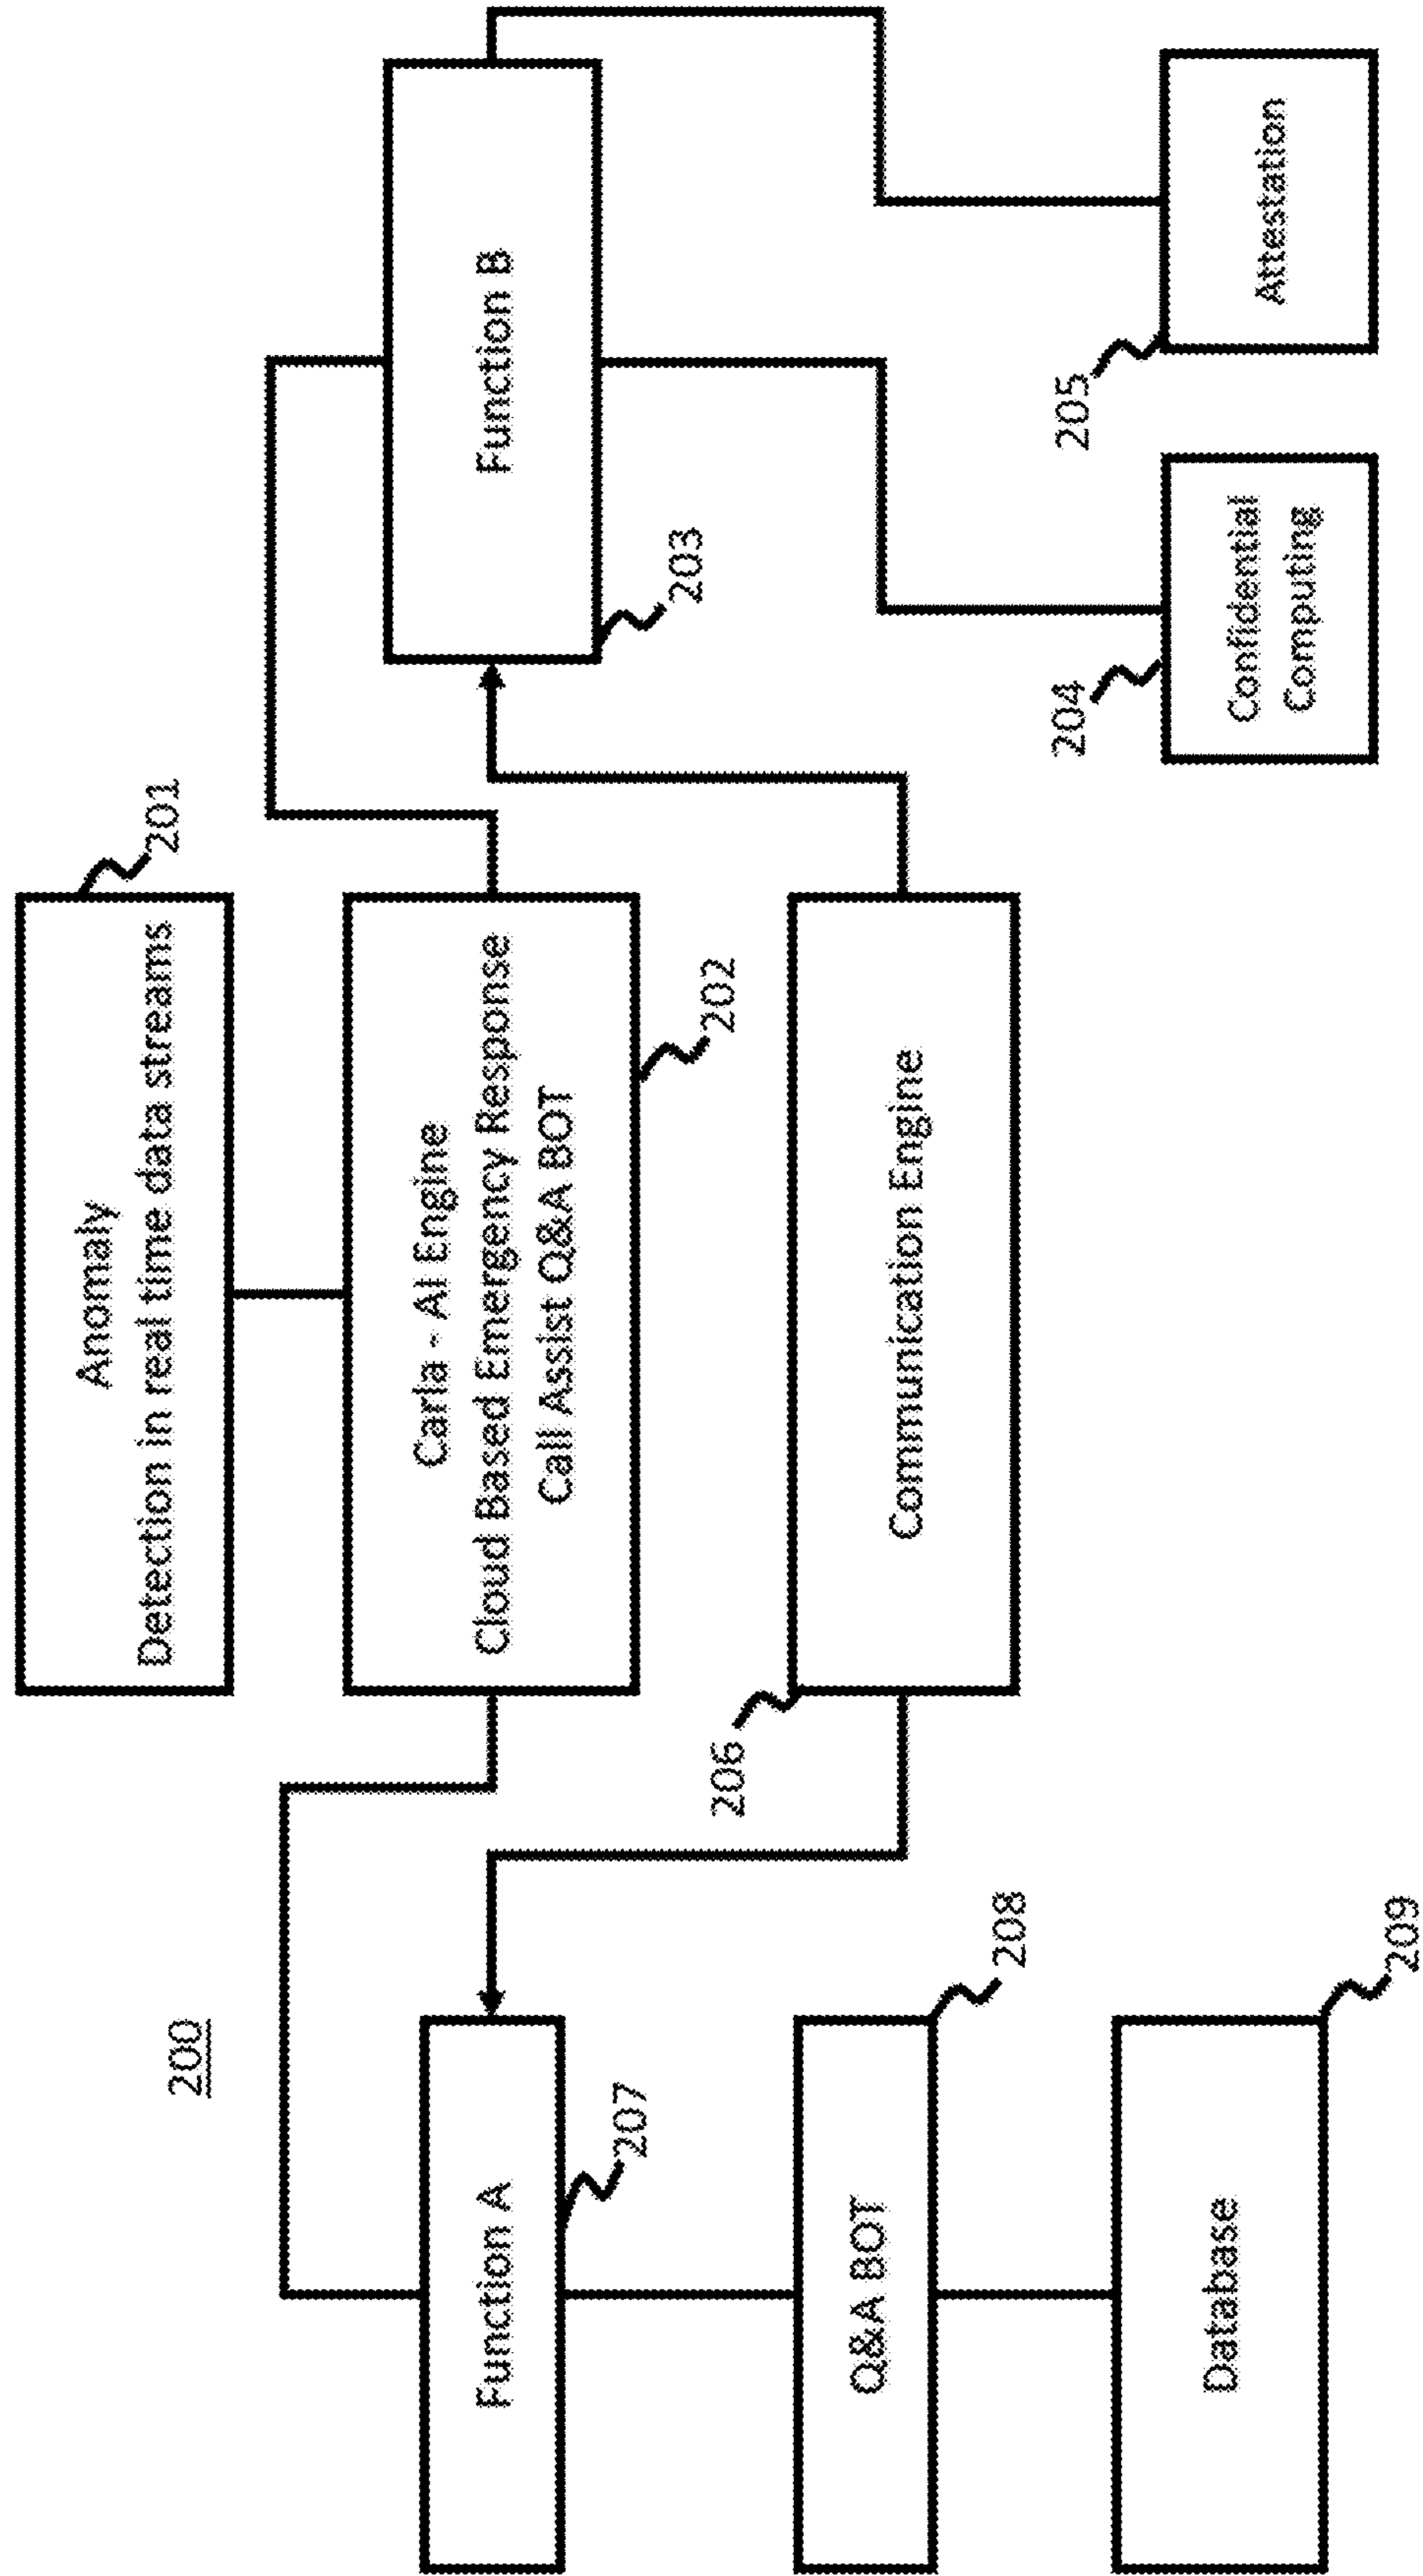 200
Anomaly
Detection in real time data streams
201
Carla - AI Engine
Cloud Based Emergency Response
Call Assist Q&A BOT
202
Function A
207
Function B
203
206
Communication Engine
Q&A BOT
208
Database
209
204
Confidential
Computing
205
Attestation